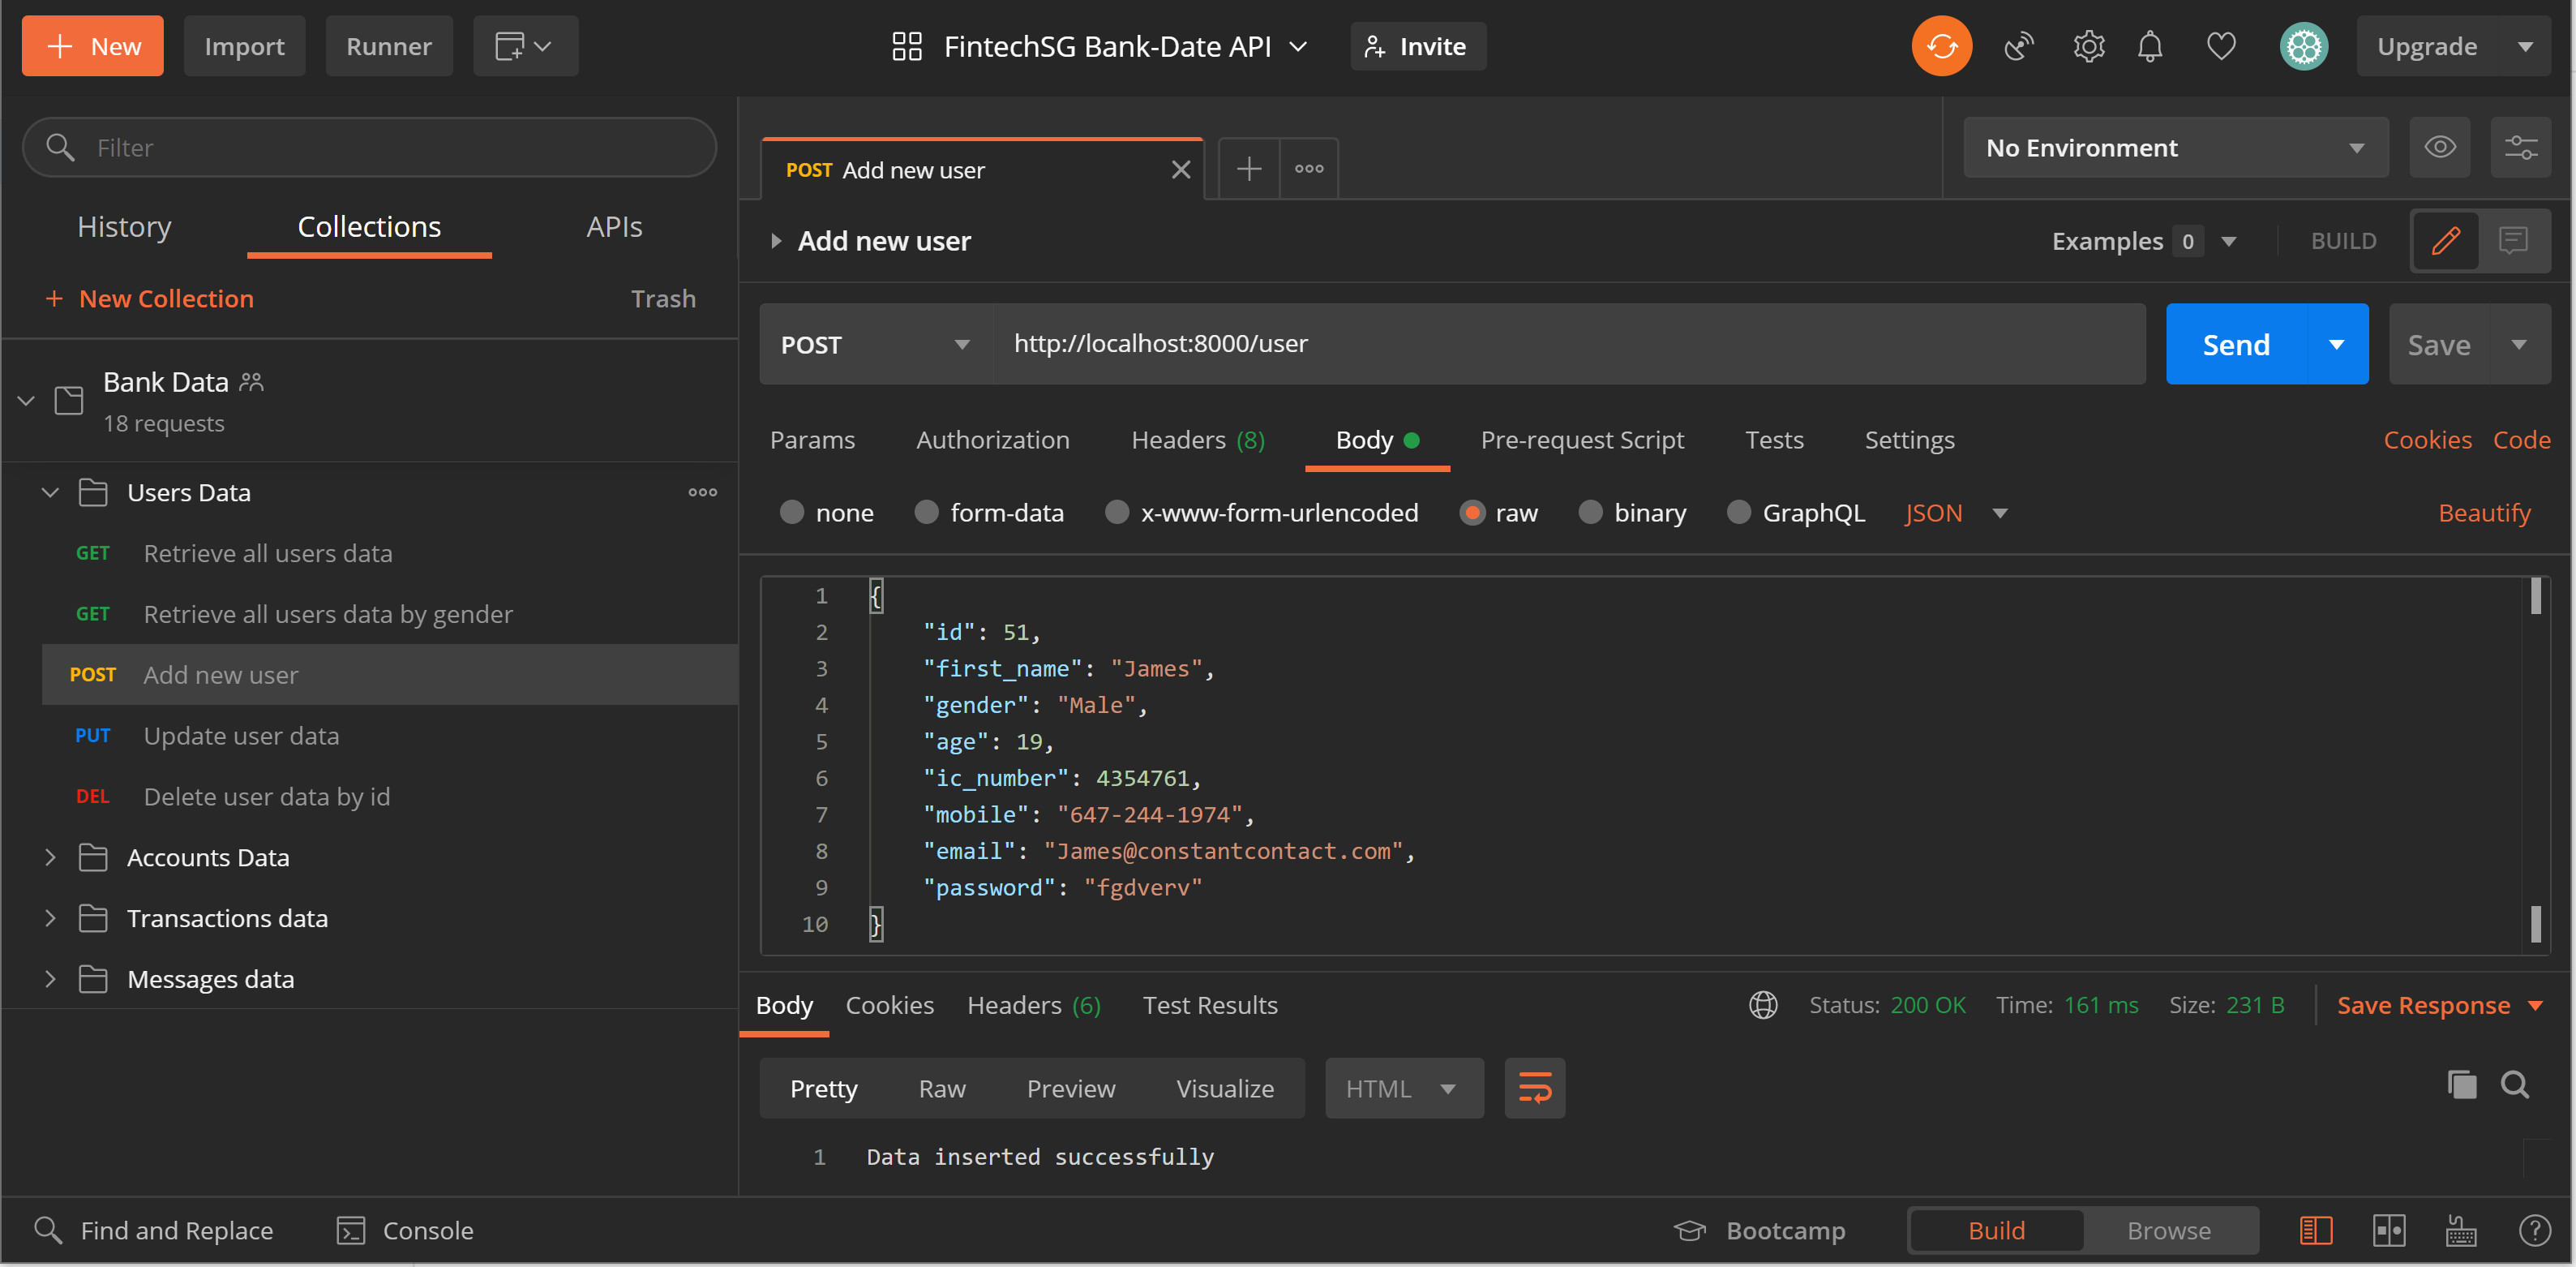 New Import Runner FintechSG Bank-Date API Invite Upgrade
Filter
History Collections APIs
+ New Collection Trash
Bank Data
18 requests
Users Data
GET Retrieve all users data
GET Retrieve all users data by gender
POST Add new user
PUT Update user data
DEL Delete user data by id
Accounts Data
Transactions data
Messages data
POST Add new user
No Environment
Add new user Examples 0 BUILD
POST http://localhost:8000/user Send Save
Params Authorization Headers (8) Body Pre-request Script Tests Settings Cookies Code
none form-data x-www-form-urlencoded raw binary GraphQL JSON Beautify
1 {
2 "id": 51,
3 "first_name": "James",
4 "gender": "Male",
5 "age": 19,
6 "ic_number": 4354761,
7 "mobile": "647-244-1974",
8 "email": "James@constantcontact.com",
9 "password": "fgdverv"
10 }
Body Cookies Headers (6) Test Results Status: 200 OK Time: 161 ms Size: 231 B Save Response
Pretty Raw Preview Visualize HTML
1 Data inserted successfully
Find and Replace Console Bootcamp Build Browse